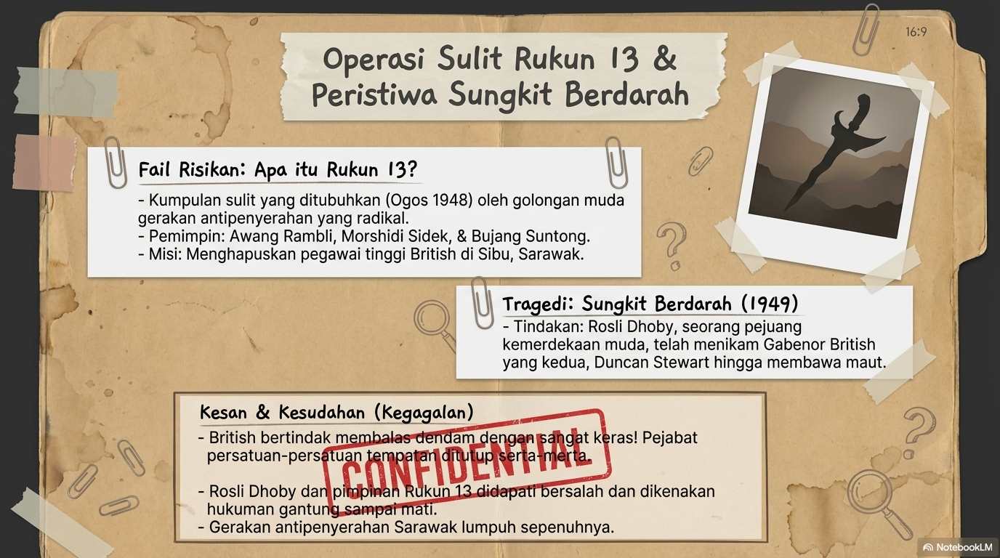 16:9
Operasi Sulit Rukun 13 &
Peristiwa Sungkit Berdarah
Fail Risikan: Apa itu Rukun 13?
- Kumpulan sulit yang ditubuhkan (Ogos 1948) oleh golongan muda
gerakan antipenyerahan yang radikal.
- Pemimpin: Awang Rambli, Morshidi Sidek, & Bujang Suntong.
- Misi: Menghapuskan pegawai tinggi British di Sibu, Sarawak.
Tragedi: Sungkit Berdarah (1949)
- Tindakan: Rosli Dhoby, seorang pejuang
kemerdekaan muda, telah menikam Gabenor British
yang kedua, Duncan Stewart hingga membawa maut.
Kesan & Kesudahan (Kegagalan)
- British bertindak membalas dendam dengan sangat keras! Pejabat
persatuan-persatuan tempatan ditutup serta-merta.
CONFIDENTIAL
- Rosli Dhoby dan pimpinan Rukun 13 didapati bersalah dan dikenakan
hukuman gantung sampai mati.
- Gerakan antipenyerahan Sarawak lumpuh sepenuhnya.
NotebookLM